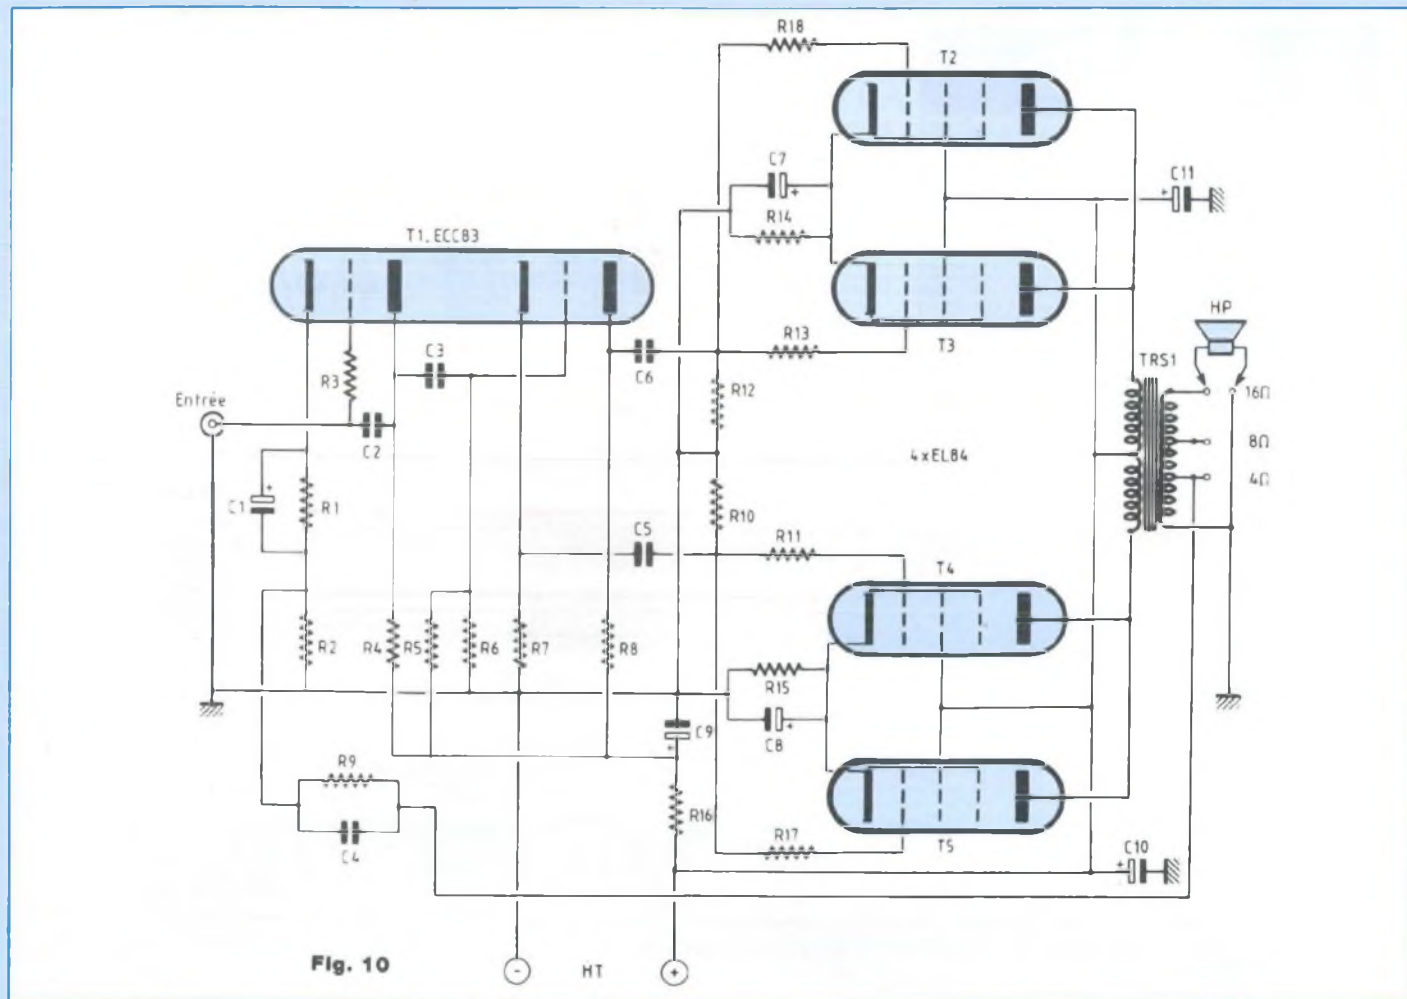 R18
T2
C7
C11
R14
T1.ECC83
HP
R13
T3
C3
R3
C6
TRS1
Entrée
R12
16Ω
C2
8Ω
4xEL84
4Ω
C1
R1
R10
C5
R11
T4
R2
R4
R5
R6
R7
R8
R15
C9
C8
R9
R16
C4
R17
T5
C10
Fig. 10
- HT +